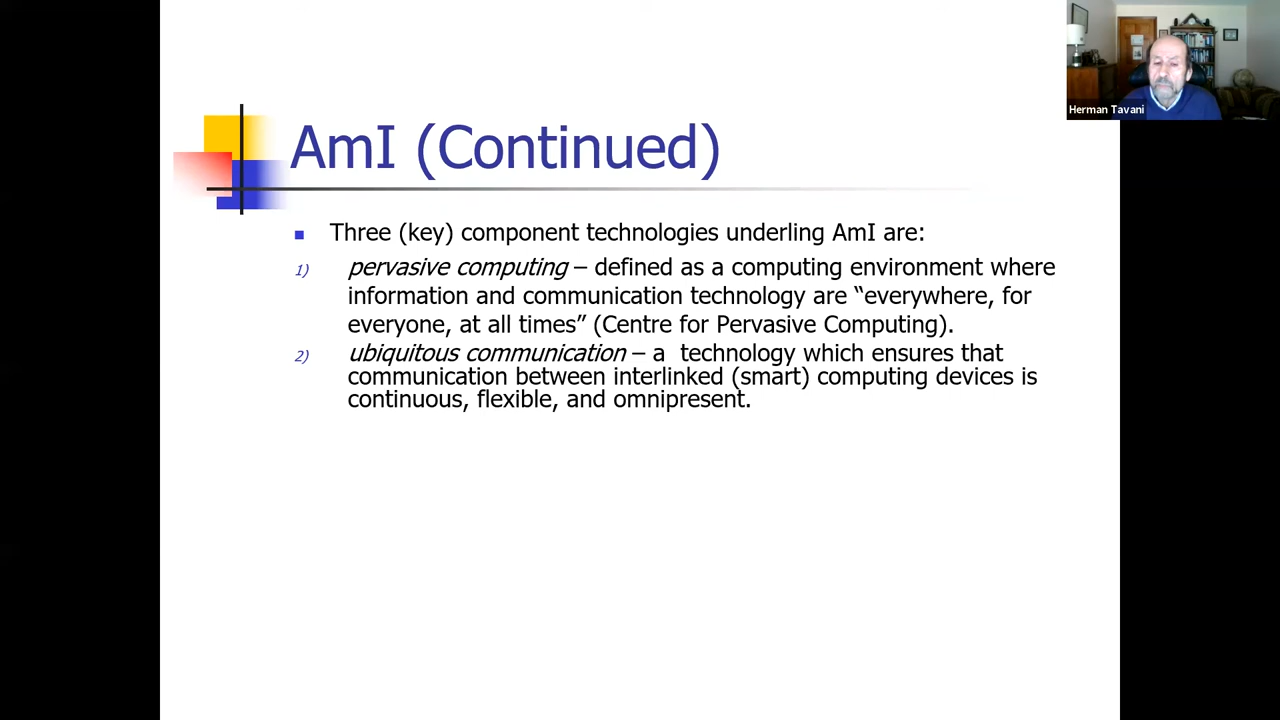 Herman Tavani
AmI (Continued)
Three (key) component technologies underling AmI are:
1) pervasive computing – defined as a computing environment where
information and communication technology are “everywhere, for
everyone, at all times” (Centre for Pervasive Computing).
2) ubiquitous communication – a technology which ensures that
communication between interlinked (smart) computing devices is
continuous, flexible, and omnipresent.